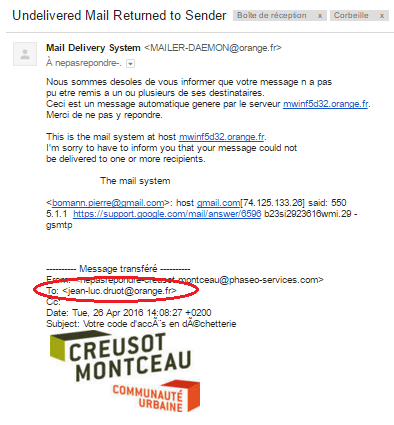 Undelivered Mail Returned to Sender Boîte de réception x Corbeille x
Mail Delivery System <MAILER-DAEMON@orange.fr>
À nepasrepondre-.
Nous sommes desoles de vous informer que votre message n a pas
pu etre remis a un ou plusieurs de ses destinataires.
Ceci est un message automatique genere par le serveur mwinf5d32.orange.fr.
Merci de ne pas y repondre.
This is the mail system at host mwinf5d32.orange.fr.
I'm sorry to have to inform you that your message could not
be delivered to one or more recipients.
The mail system
<bomann.pierre@gmail.com>: host gmail.com[74.125.133.26] said: 550
5.1.1 https://support.google.com/mail/answer/6596 b23si2923616wmi.29 -
gsmtp
---------- Message transféré ----------
From: <nepasrepondre-creusot.montceau@phaseo-services.com>
To: <jean-luc.druot@orange.fr>
Cc:
Date: Tue, 26 Apr 2016 14:08:27 +0200
Subject: Votre code d'accÃ¨s en dÃ©chetterie
CREUSOT
MONTCEAU
COMMUNAUTÉ
URBAINE